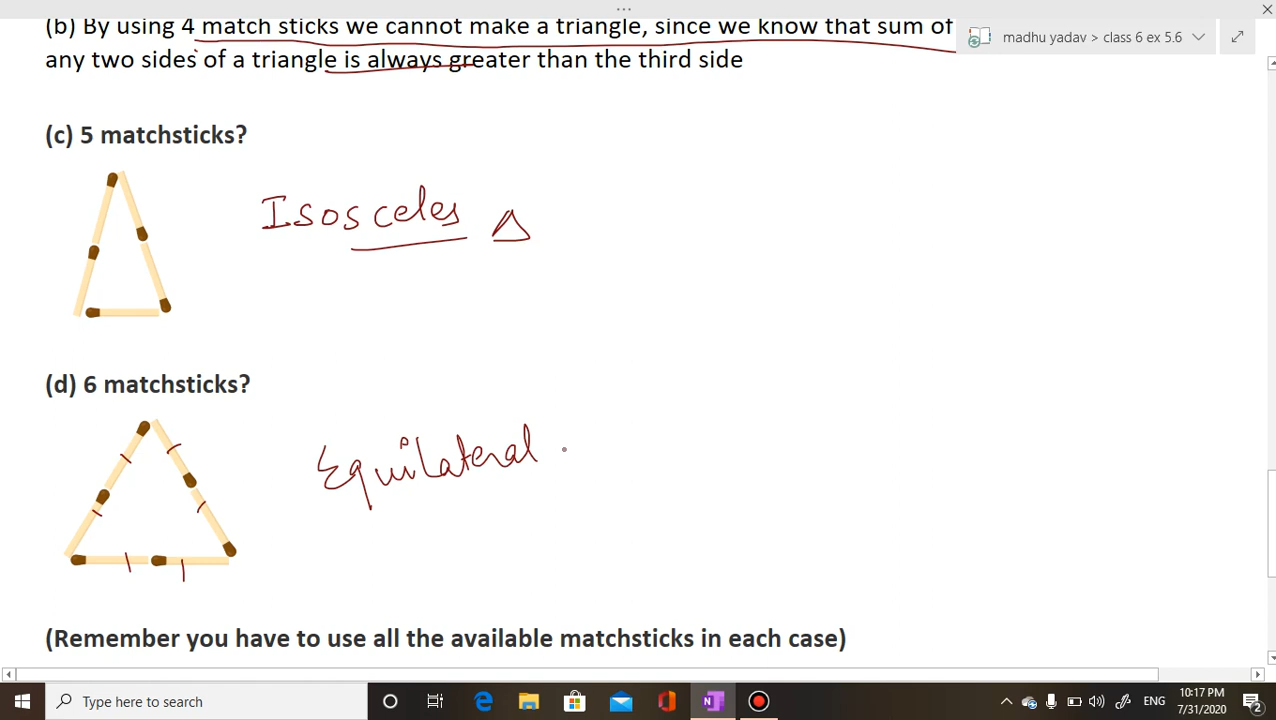 (b) By using 4 match sticks we cannot make a triangle, since we know that sum of
any two sides of a triangle is always greater than the third side
madhu yadav > class 6 ex 5.6
(c) 5 matchsticks?
Isosceles Δ
(d) 6 matchsticks?
Equilateral
(Remember you have to use all the available matchsticks in each case)
Type here to search
ENG
10:17 PM
7/31/2020
2